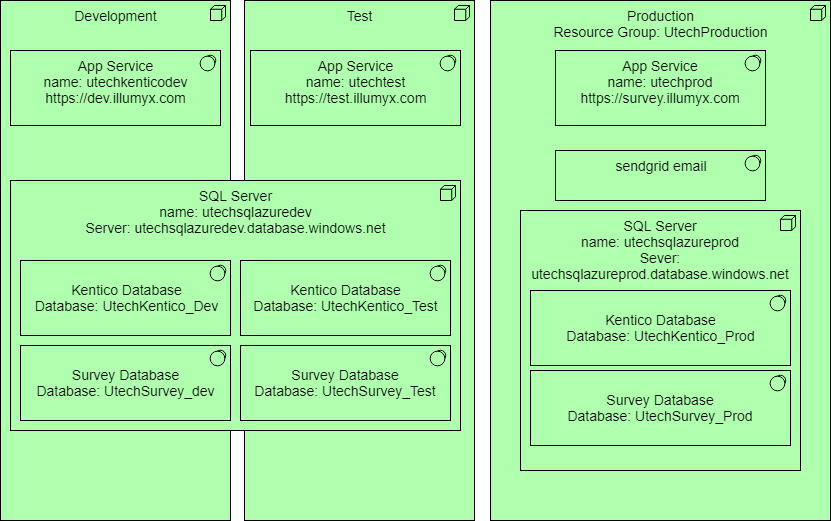 Development
App Service
name: utechkenticodev
https://dev.illumyx.com
Test
App Service
name: utechtest
https://test.illumyx.com
SQL Server
name: utechsqlazuredev
Server: utechsqlazuredev.database.windows.net
Kentico Database
Database: UtechKentico_Dev
Kentico Database
Database: UtechKentico_Test
Survey Database
Database: UtechSurvey_dev
Survey Database
Database: UtechSurvey_Test
Production
Resource Group: UtechProduction
App Service
name: utechprod
https://survey.illumyx.com
sendgrid email
SQL Server
name: utechsqlazureprod
Sever:
utechsqlazureprod.database.windows.net
Kentico Database
Database: UtechKentico_Prod
Survey Database
Database: UtechSurvey_Prod